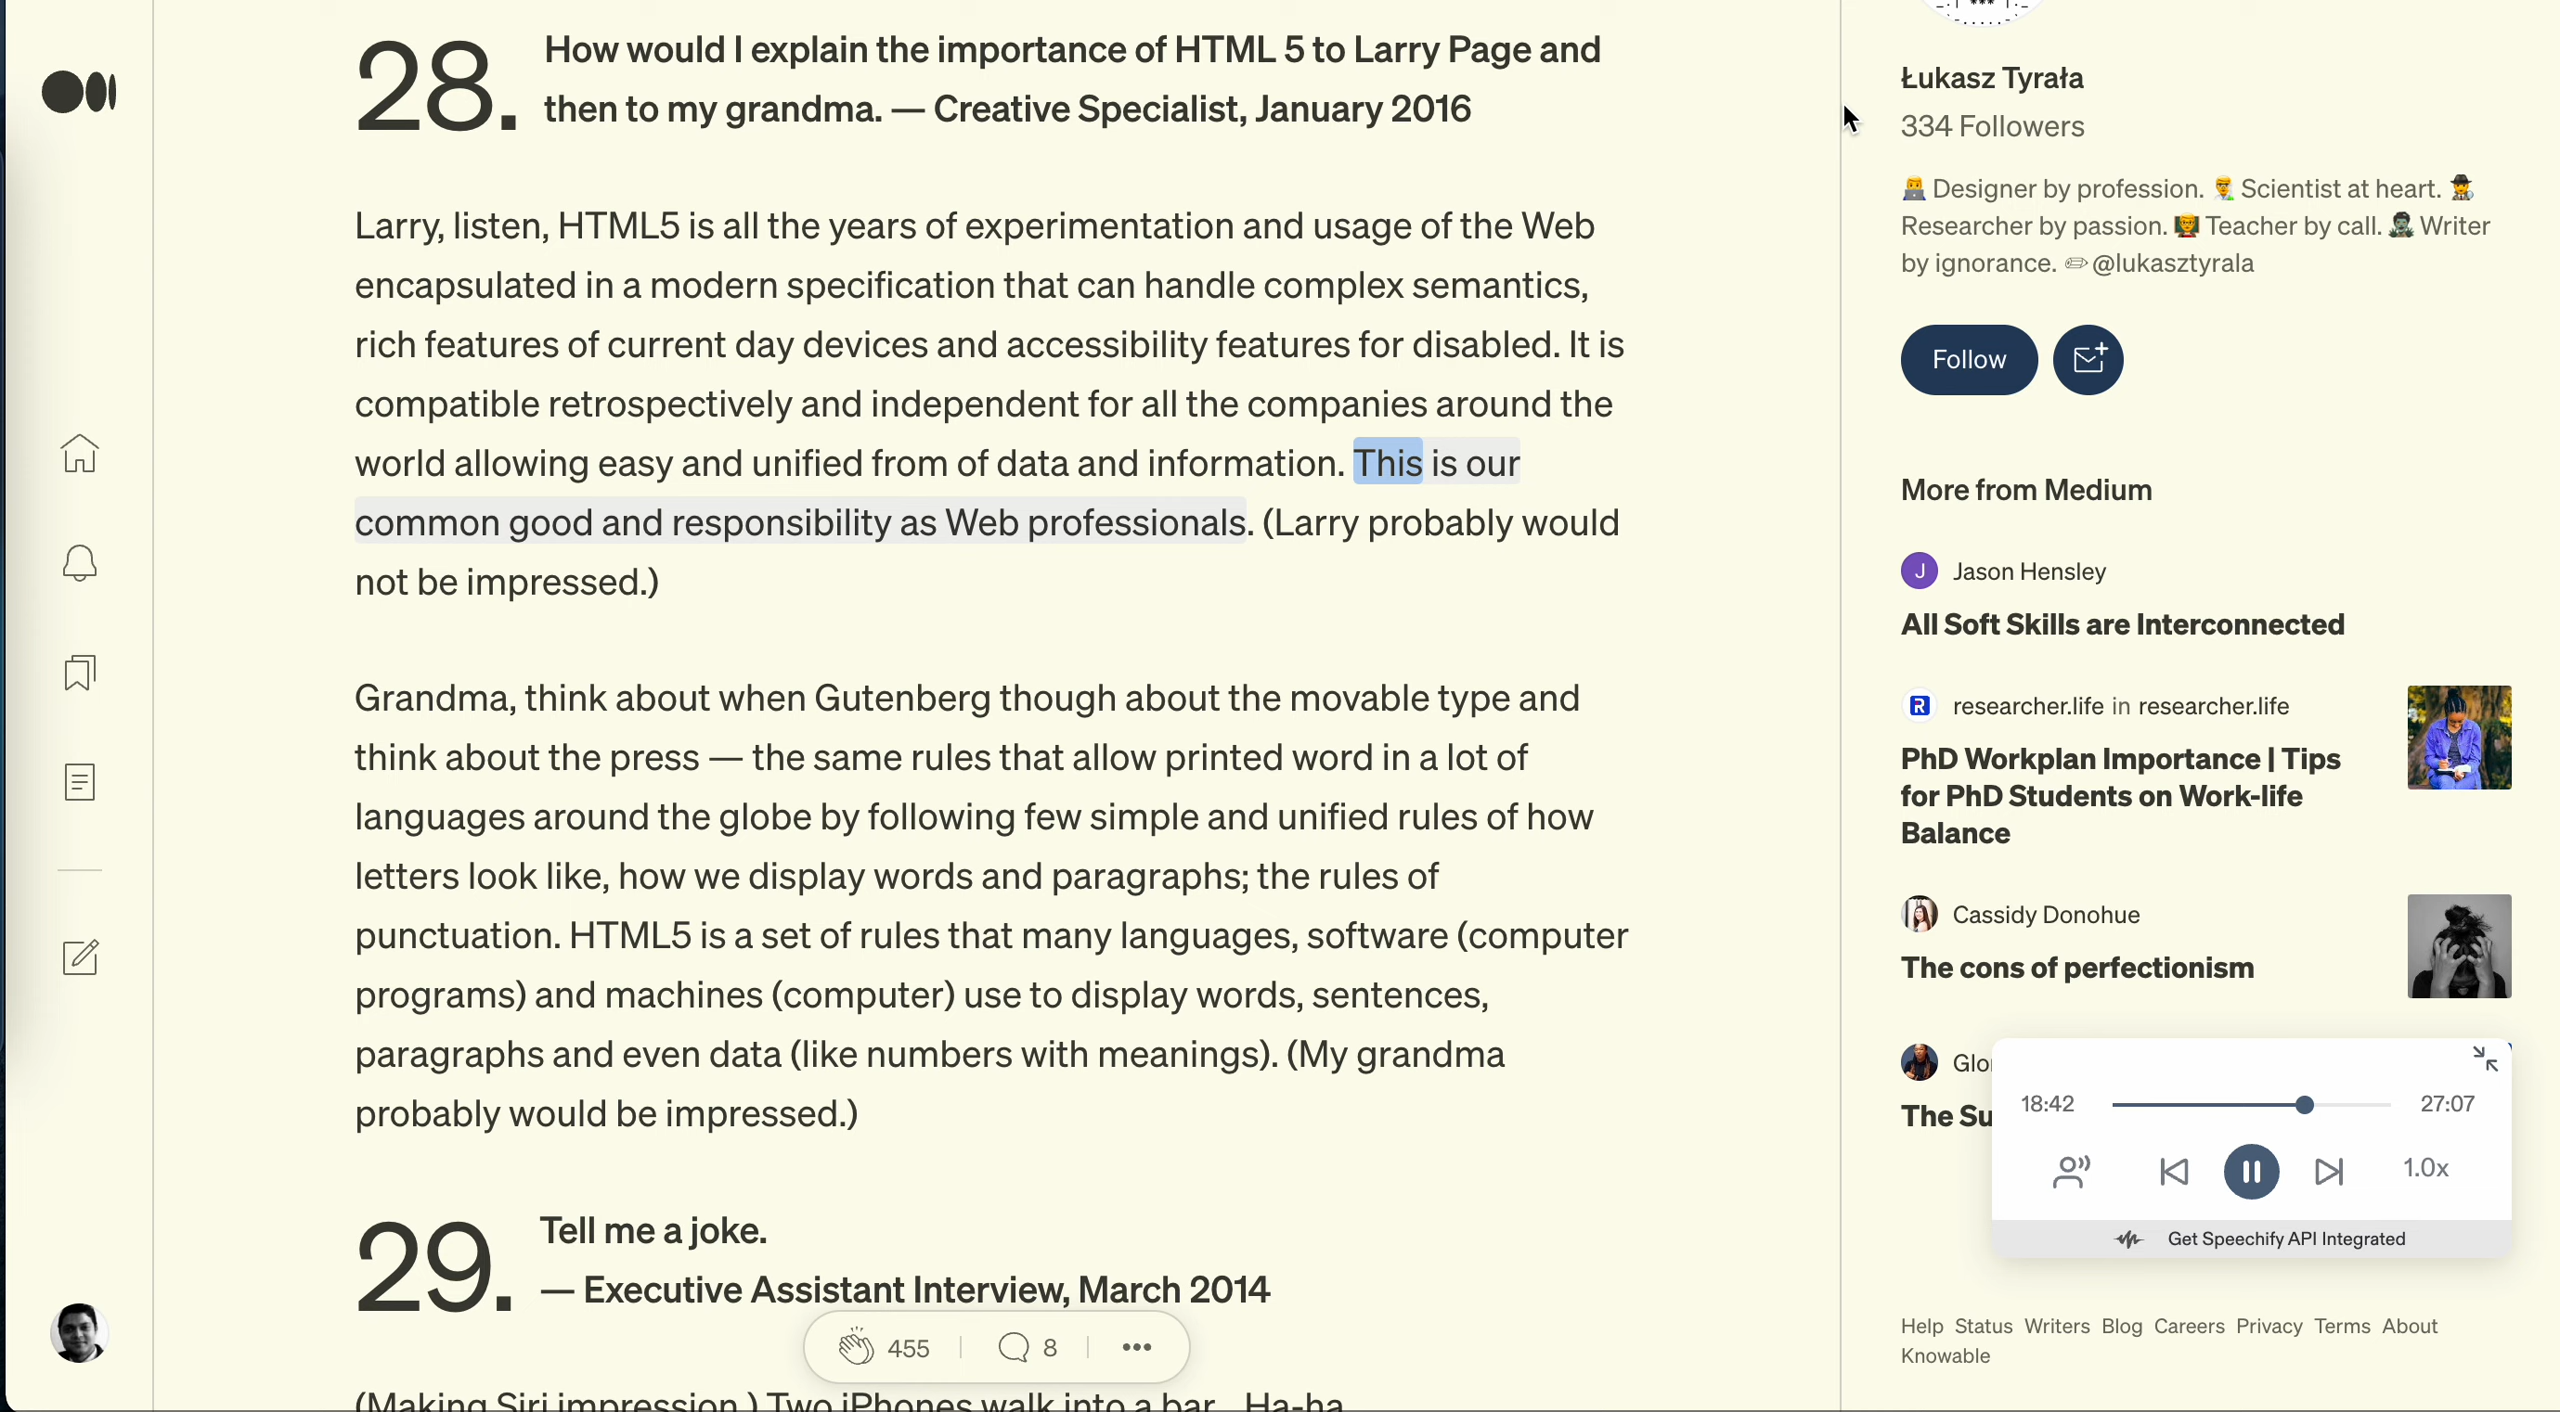 28.
How would I explain the importance of HTML 5 to Larry Page and
then to my grandma. — Creative Specialist, January 2016
Larry, listen, HTML5 is all the years of experimentation and usage of the Web
encapsulated in a modern specification that can handle complex semantics,
rich features of current day devices and accessibility features for disabled. It is
compatible retrospectively and independent for all the companies around the
world allowing easy and unified from of data and information. This is our
common good and responsibility as Web professionals. (Larry probably would
not be impressed.)
Grandma, think about when Gutenberg though about the movable type and
think about the press — the same rules that allow printed word in a lot of
languages around the globe by following few simple and unified rules of how
letters look like, how we display words and paragraphs; the rules of
punctuation. HTML5 is a set of rules that many languages, software (computer
programs) and machines (computer) use to display words, sentences,
paragraphs and even data (like numbers with meanings). (My grandma
probably would be impressed.)
29.
Tell me a joke.
— Executive Assistant Interview, March 2014
455
8
(Making Siri impression.) Two iPhones walk into a bar... Ha-ha.
Łukasz Tyrała
334 Followers
Designer by profession. Scientist at heart.
Researcher by passion. Teacher by call. Writer
by ignorance. @lukasztyrala
Follow
More from Medium
J Jason Hensley
All Soft Skills are Interconnected
R researcher.life in researcher.life
PhD Workplan Importance | Tips
for PhD Students on Work-life
Balance
Cassidy Donohue
The cons of perfectionism
Glo
The Su
18:42
27:07
1.0x
Get Speechify API Integrated
Help Status Writers Blog Careers Privacy Terms About
Knowable